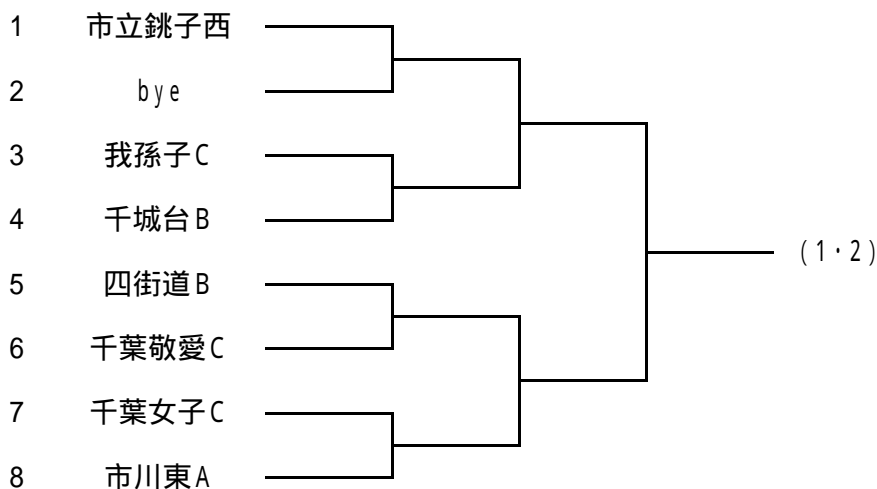 1 市立銚子西
2 bye
3 我孫子C
4 千城台B
(1・2)
5 四街道B
6 千葉敬愛C
7 千葉女子C
8 市川東A